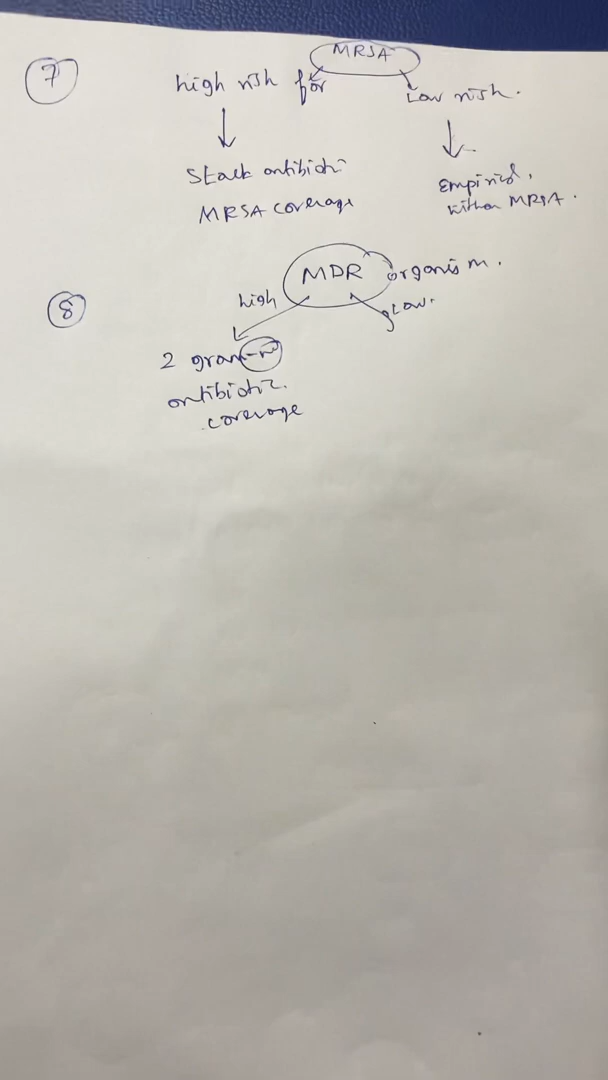 7
MRSA
high risk for
Low risk.
Start antibiotic
MRSA coverage
Empirical,
without MRSA.
8
MDR organism.
high
low.
2 gram -ve
antibiotic.
coverage